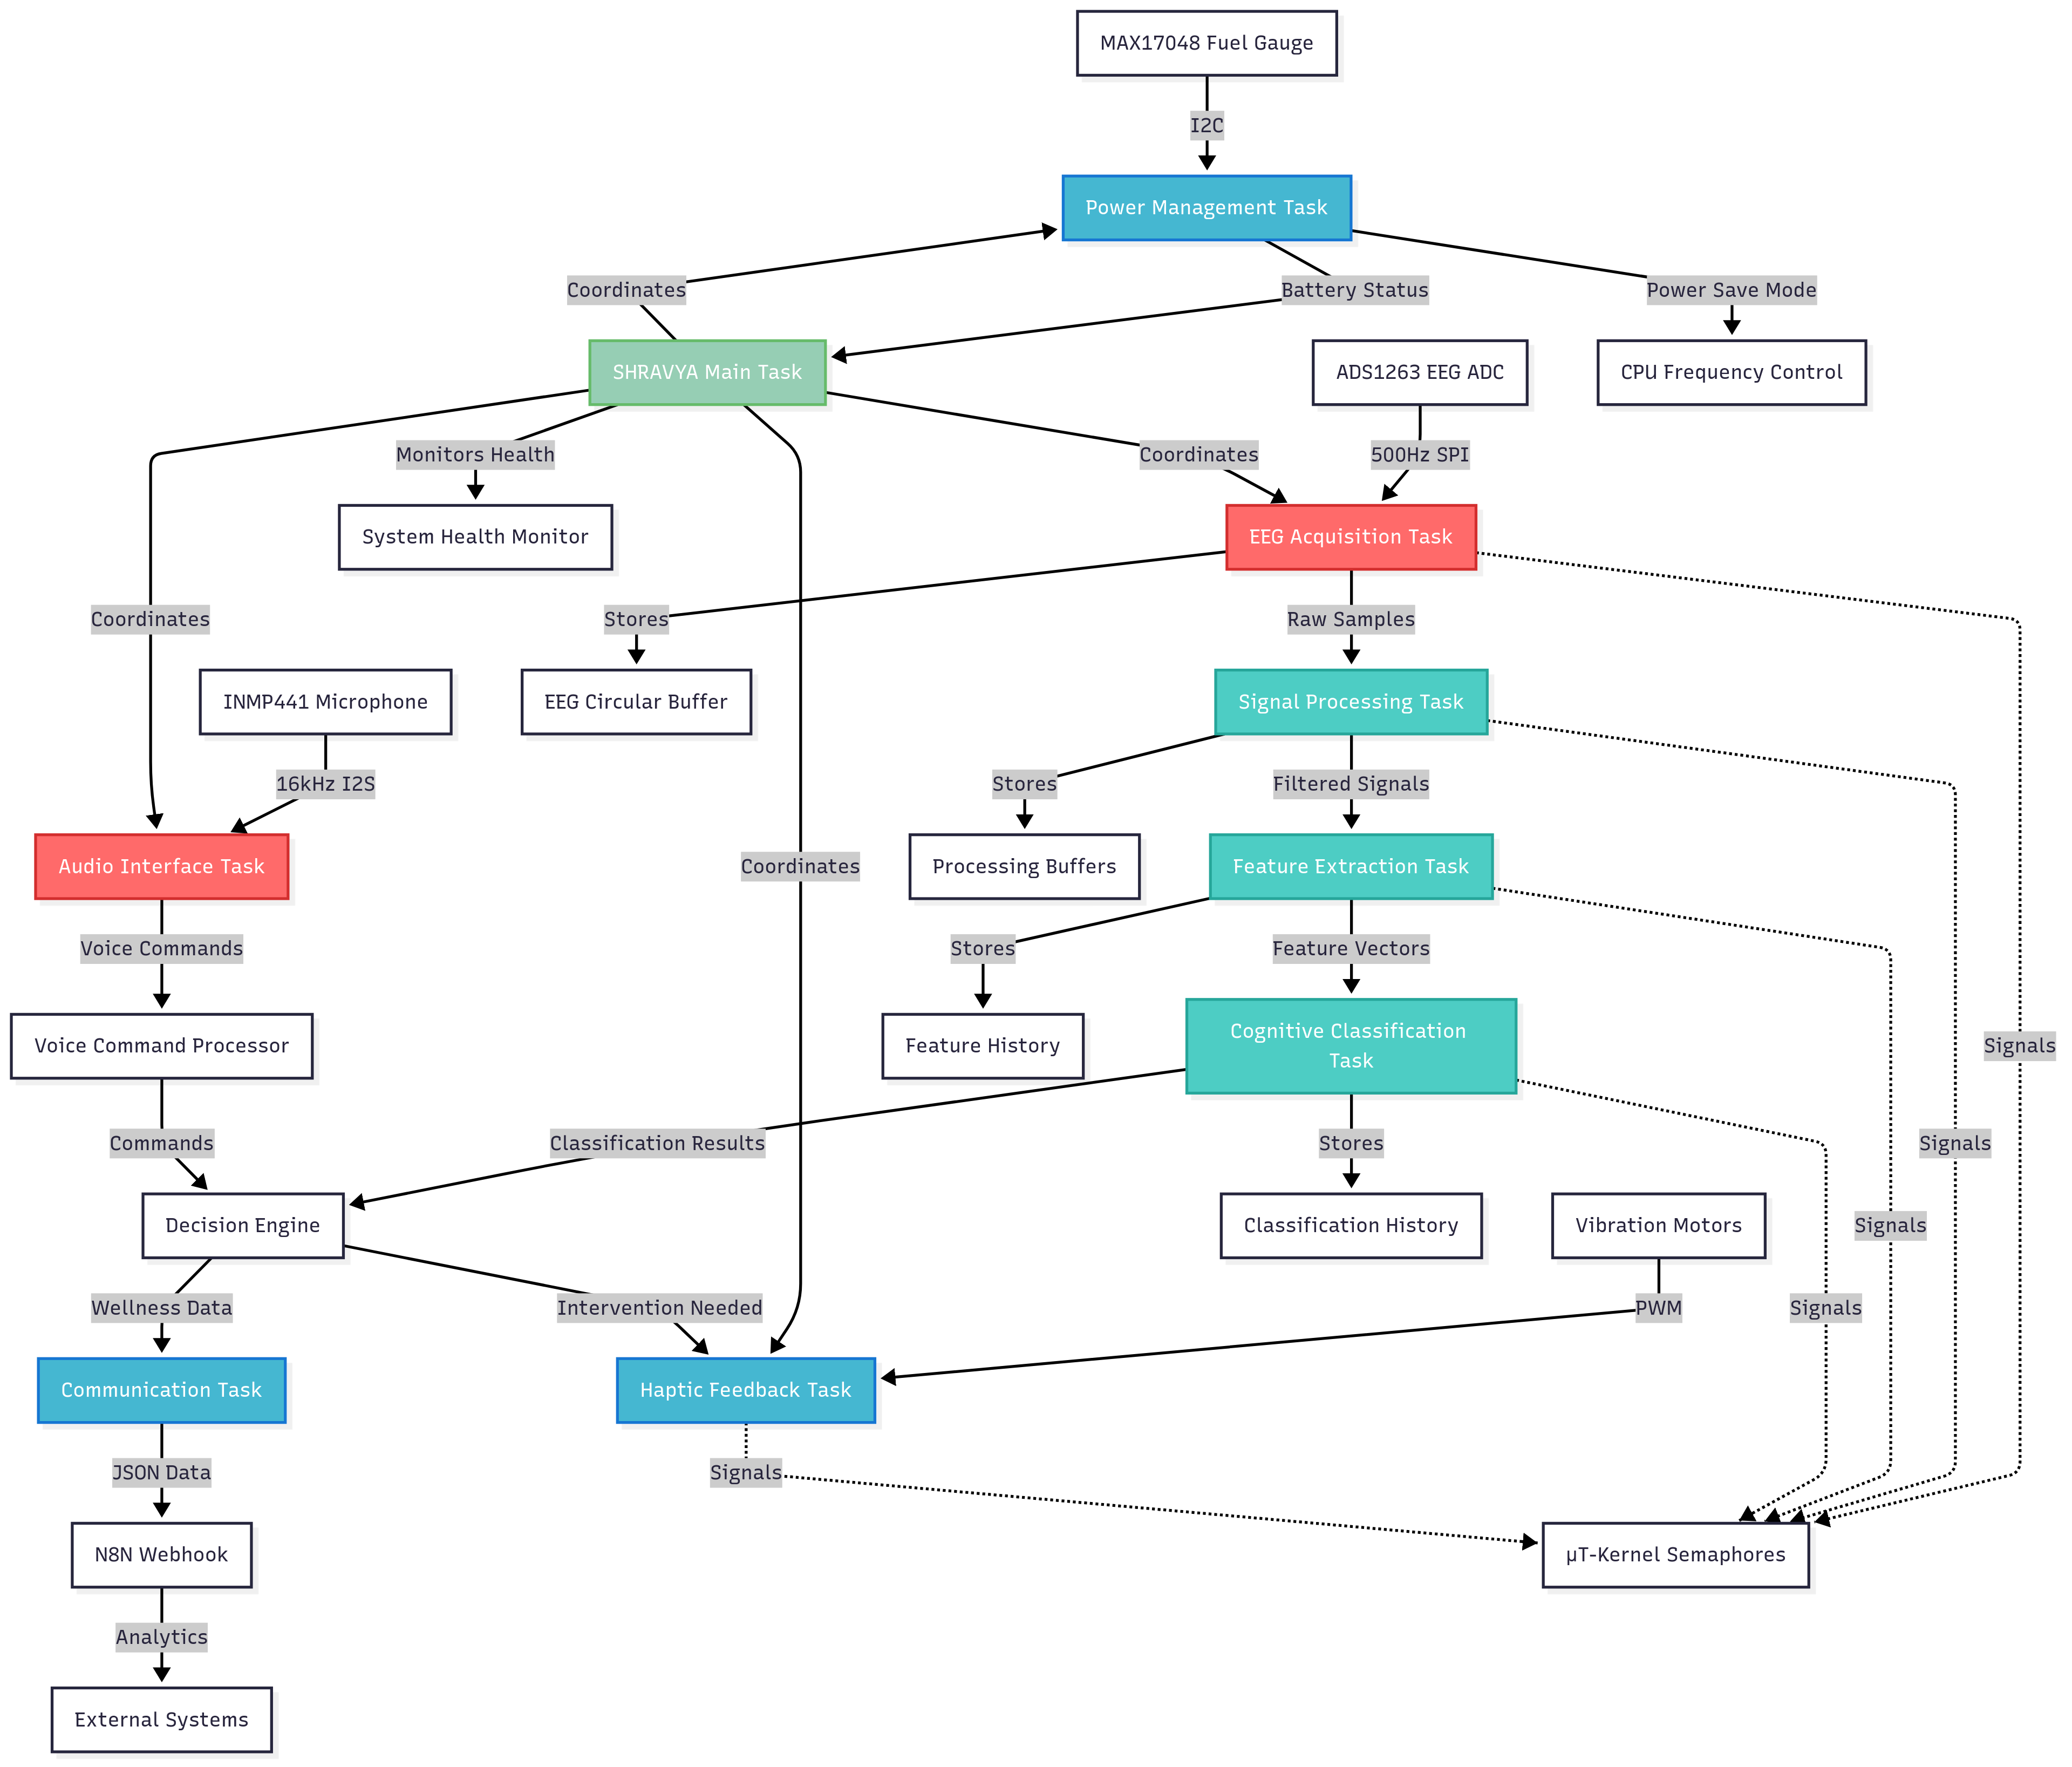 MAX17048 Fuel Gauge
I2C
Power Management Task
Coordinates
Battery Status
Power Save Mode
SHRAVYA Main Task
ADS1263 EEG ADC
CPU Frequency Control
Monitors Health
Coordinates
500Hz SPI
System Health Monitor
EEG Acquisition Task
Coordinates
Stores
Raw Samples
INMP441 Microphone
EEG Circular Buffer
Signal Processing Task
16kHz I2S
Stores
Filtered Signals
Audio Interface Task
Coordinates
Processing Buffers
Feature Extraction Task
Voice Commands
Stores
Feature Vectors
Voice Command Processor
Feature History
Cognitive Classification
Task
Signals
Commands
Classification Results
Stores
Signals
Decision Engine
Classification History
Vibration Motors
Signals
Wellness Data
Intervention Needed
PWM
Signals
Communication Task
Haptic Feedback Task
JSON Data
Signals
N8N Webhook
µT-Kernel Semaphores
Analytics
External Systems